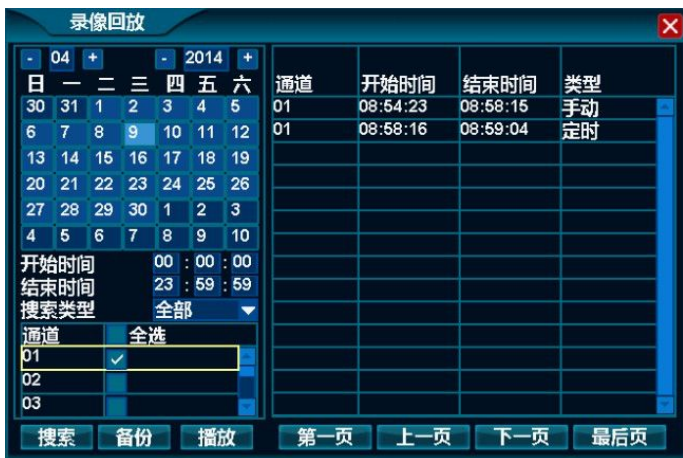 录像回放
- 04 + - 2014 +
日 一 二 三 四 五 六
30 31 1 2 3 4 5
6 7 8 9 10 11 12
13 14 15 16 17 18 19
20 21 22 23 24 25 26
27 28 29 30 1 2 3
4 5 6 7 8 9 10
开始时间 00 : 00 : 00
结束时间 23 : 59 : 59
搜索类型 全部
通道 全选
01
02
03
搜索 备份 播放
通道 开始时间 结束时间 类型
01 08:54:23 08:58:15 手动
01 08:58:16 08:59:04 定时
第一页 上一页 下一页 最后页